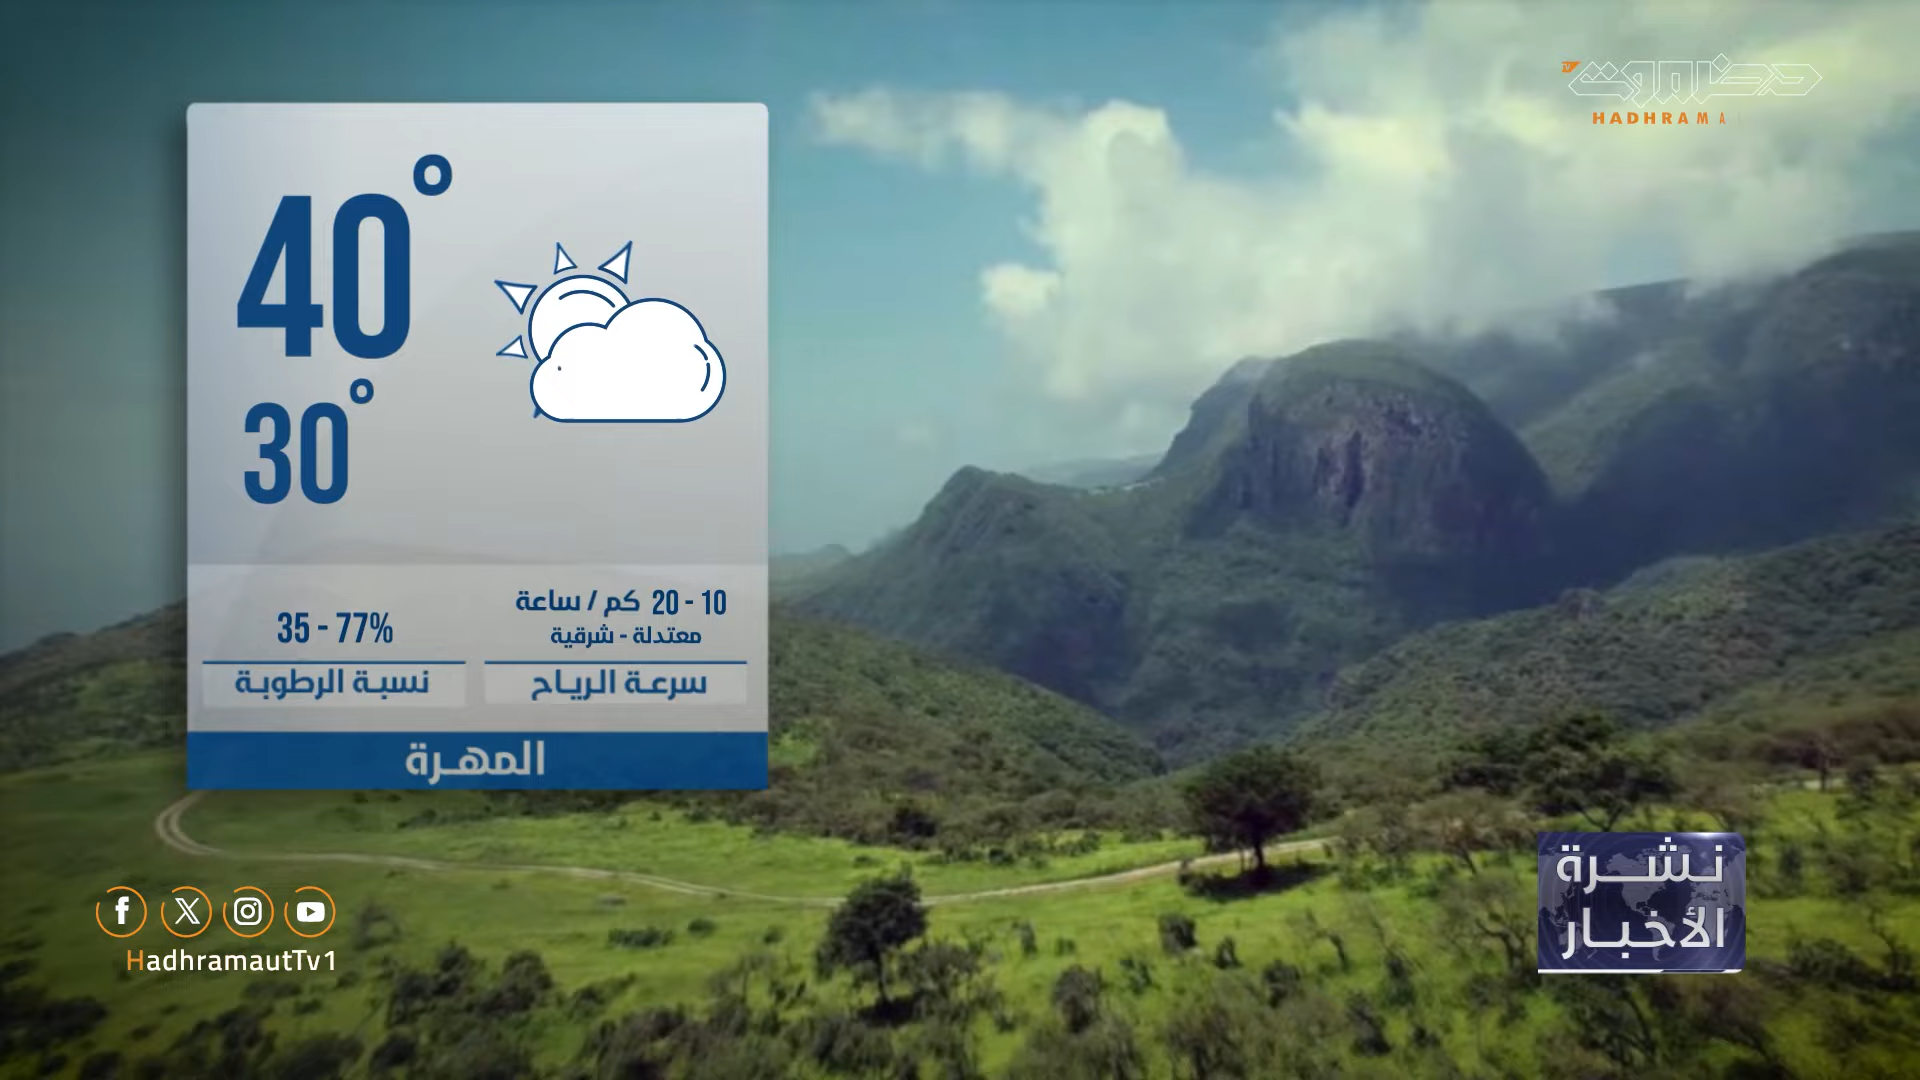 حضرموت
HADHRAMA
40°
30°
10 - 20 كم / ساعة
معتدلة - شرقية
سرعة الرياح
35 - 77%
نسبة الرطوبة
المهرة
نشرة
الأخبار
HadhramautTv1